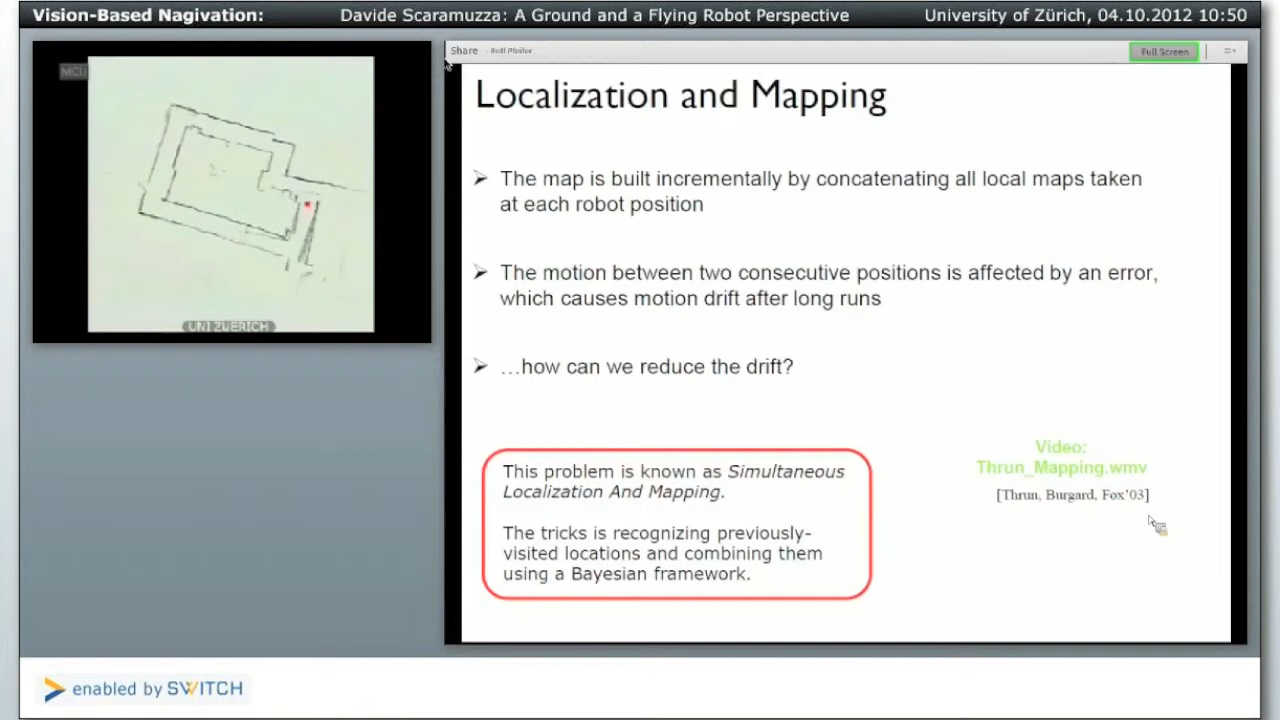 Vision-Based Nagivation: Davide Scaramuzza: A Ground and a Flying Robot Perspective University of Zürich, 04.10.2012 10:50
MCU
UNI ZUERICH
Share - Rolf Pfeifer
Full Screen
Localization and Mapping
➢ The map is built incrementally by concatenating all local maps taken
at each robot position
➢ The motion between two consecutive positions is affected by an error,
which causes motion drift after long runs
➢ …how can we reduce the drift?
This problem is known as Simultaneous
Localization And Mapping.
The tricks is recognizing previously-
visited locations and combining them
using a Bayesian framework.
Video:
Thrun_Mapping.wmv
[Thrun, Burgard, Fox'03]
enabled by SWITCH